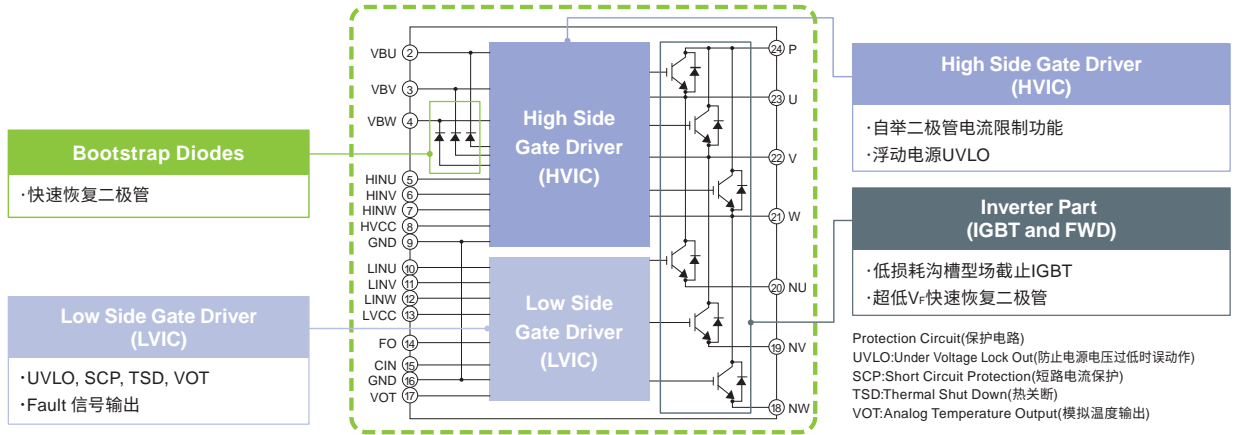 Bootstrap Diodes
·快速恢复二极管
Low Side Gate Driver
(LVIC)
·UVLO, SCP, TSD, VOT
·Fault 信号输出
VBU 2
VBV 3
VBW 4
HINU 5
HINV 6
HINW 7
HVCC 8
GND 9
LINU 10
LINV 11
LINW 12
LVCC 13
FO 14
CIN 15
GND 16
VOT 17
High Side
Gate Driver
(HVIC)
Low Side
Gate Driver
(LVIC)
24 P
23 U
22 V
21 W
20 NU
19 NV
18 NW
High Side Gate Driver
(HVIC)
·自举二极管电流限制功能
·浮动电源UVLO
Inverter Part
(IGBT and FWD)
·低损耗沟槽型场截止IGBT
·超低VF快速恢复二极管
Protection Circuit(保护电路)
UVLO:Under Voltage Lock Out(防止电源电压过低时误动作)
SCP:Short Circuit Protection(短路电流保护)
TSD:Thermal Shut Down(热关断)
VOT:Analog Temperature Output(模拟温度输出)